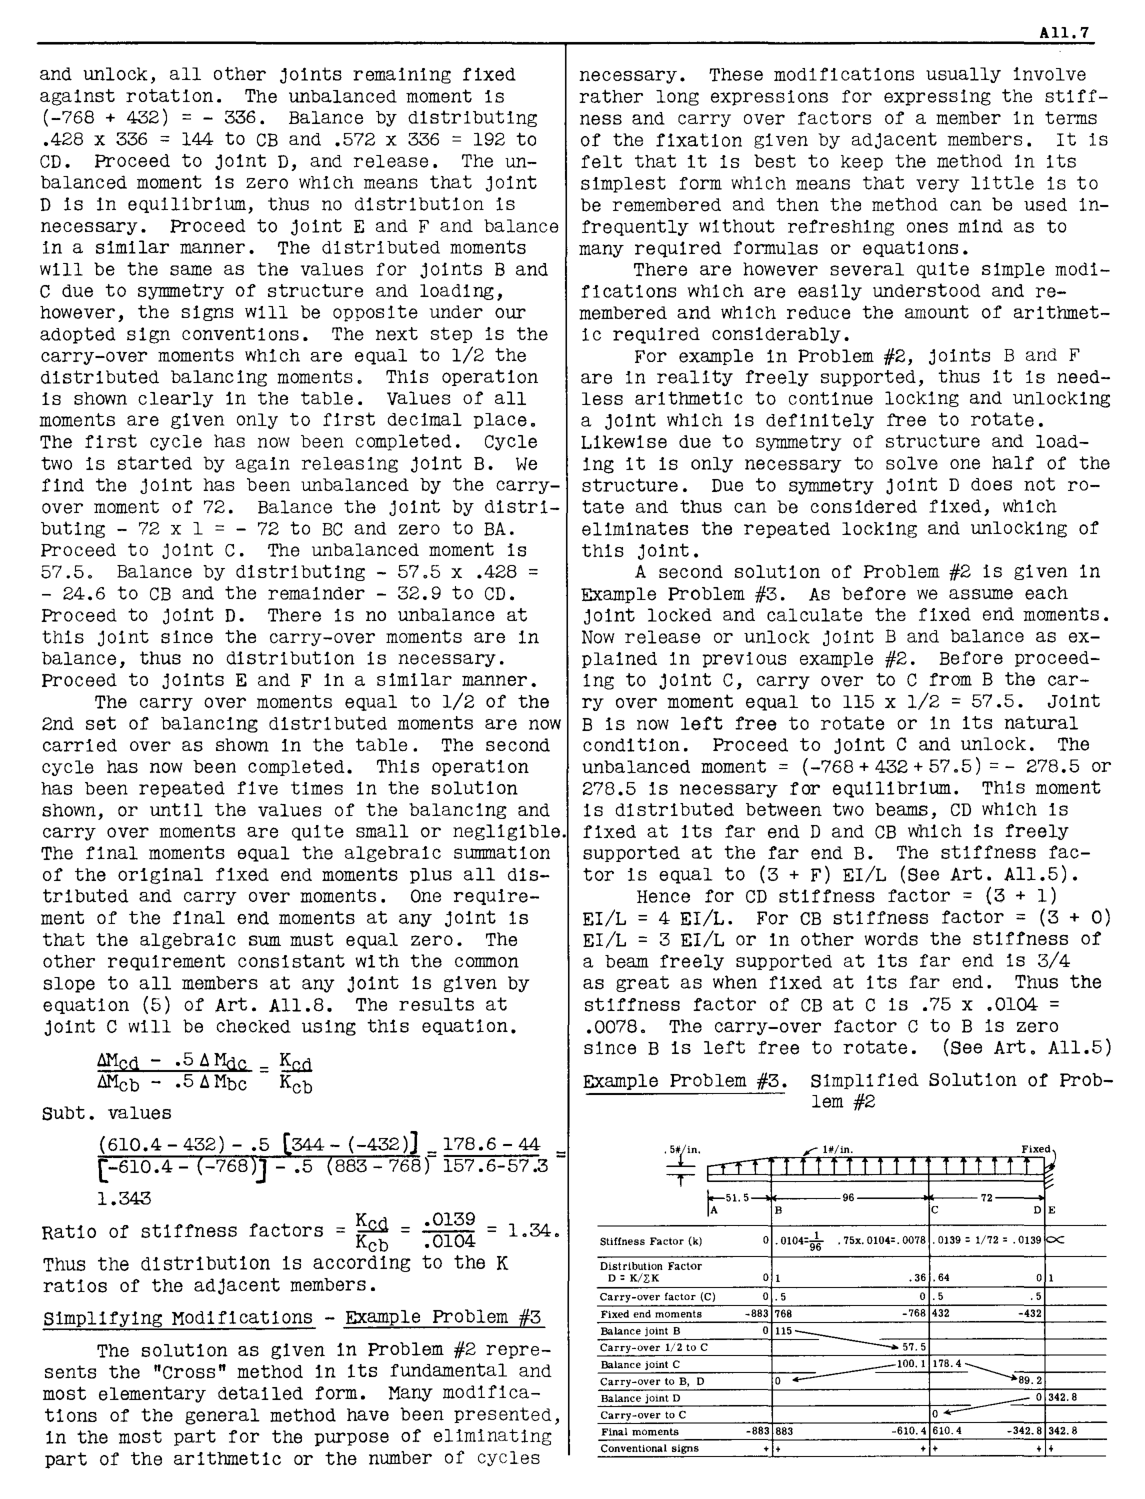 A11.7
and unlock, all other joints remaining fixed
against rotation. The unbalanced moment is
(-768 + 432) = - 336. Balance by distributing
.428 x 336 = 144 to CB and .572 x 336 = 192 to
CD. Proceed to joint D, and release. The un-
balanced moment is zero which means that joint
D is in equilibrium, thus no distribution is
necessary. Proceed to joint E and F and balance
in a similar manner. The distributed moments
will be the same as the values for joints B and
C due to symmetry of structure and loading,
however, the signs will be opposite under our
adopted sign conventions. The next step is the
carry-over moments which are equal to 1/2 the
distributed balancing moments. This operation
is shown clearly in the table. Values of all
moments are given only to first decimal place.
The first cycle has now been completed. Cycle
two is started by again releasing joint B. We
find the joint has been unbalanced by the carry-
over moment of 72. Balance the joint by distri-
buting - 72 x 1 = - 72 to BC and zero to BA.
Proceed to joint C. The unbalanced moment is
57.5. Balance by distributing - 57.5 x .428 =
- 24.6 to CB and the remainder - 32.9 to CD.
Proceed to joint D. There is no unbalance at
this joint since the carry-over moments are in
balance, thus no distribution is necessary.
Proceed to joints E and F in a similar manner.
The carry over moments equal to 1/2 of the
2nd set of balancing distributed moments are now
carried over as shown in the table. The second
cycle has now been completed. This operation
has been repeated five times in the solution
shown, or until the values of the balancing and
carry over moments are quite small or negligible.
The final moments equal the algebraic summation
of the original fixed end moments plus all dis-
tributed and carry over moments. One require-
ment of the final end moments at any joint is
that the algebraic sum must equal zero. The
other requirement consistant with the common
slope to all members at any joint is given by
equation (5) of Art. A11.8. The results at
joint C will be checked using this equation.
ΔMcd - .5 Δ Mdc = Kcd
ΔMcb - .5 Δ Mbc Kcb
Subt. values
(610.4 - 432) - .5 [344 - (-432)] = 178.6 - 44 =
[-610.4 - (-768)] - .5 (883 - 768) 157.6-57.3
1.343
Ratio of stiffness factors = Kcd/Kcb = .0139/.0104 = 1.34.
Thus the distribution is according to the K
ratios of the adjacent members.
Simplifying Modifications - Example Problem #3
The solution as given in Problem #2 repre-
sents the "Cross" method in its fundamental and
most elementary detailed form. Many modifica-
tions of the general method have been presented,
in the most part for the purpose of eliminating
part of the arithmetic or the number of cycles
necessary. These modifications usually involve
rather long expressions for expressing the stiff-
ness and carry over factors of a member in terms
of the fixation given by adjacent members. It is
felt that it is best to keep the method in its
simplest form which means that very little is to
be remembered and then the method can be used in-
frequently without refreshing ones mind as to
many required formulas or equations.
There are however several quite simple modi-
fications which are easily understood and re-
membered and which reduce the amount of arithmet-
ic required considerably.
For example in Problem #2, joints B and F
are in reality freely supported, thus it is need-
less arithmetic to continue locking and unlocking
a joint which is definitely free to rotate.
Likewise due to symmetry of structure and load-
ing it is only necessary to solve one half of the
structure. Due to symmetry joint D does not ro-
tate and thus can be considered fixed, which
eliminates the repeated locking and unlocking of
this joint.
A second solution of Problem #2 is given in
Example Problem #3. As before we assume each
joint locked and calculate the fixed end moments.
Now release or unlock joint B and balance as ex-
plained in previous example #2. Before proceed-
ing to joint C, carry over to C from B the car-
ry over moment equal to 115 x 1/2 = 57.5. Joint
B is now left free to rotate or in its natural
condition. Proceed to joint C and unlock. The
unbalanced moment = (-768 + 432 + 57.5) = - 278.5 or
278.5 is necessary for equilibrium. This moment
is distributed between two beams, CD which is
fixed at its far end D and CB which is freely
supported at the far end B. The stiffness fac-
tor is equal to (3 + F) EI/L (See Art. A11.5).
Hence for CD stiffness factor = (3 + 1)
EI/L = 4 EI/L. For CB stiffness factor = (3 + 0)
EI/L = 3 EI/L or in other words the stiffness of
a beam freely supported at its far end is 3/4
as great as when fixed at its far end. Thus the
stiffness factor of CB at C is .75 x .0104 =
.0078. The carry-over factor C to B is zero
since B is left free to rotate. (See Art. A11.5)
Example Problem #3. Simplified Solution of Prob-
lem #2
.5#/in. 1#/in. Fixed
51.5 96 72
A B C D E
Stiffness Factor (k) 0 .0104=1/96 .75x.0104=.0078 .0139 = 1/72 = .0139 ∝
Distribution Factor
D = K/ΣK 0 1 .36 .64 0 1
Carry-over factor (C) 0 .5 0 .5 .5
Fixed end moments -883 768 -768 432 -432
Balance joint B 0 115
Carry-over 1/2 to C 57.5
Balance joint C 100.1 178.4
Carry-over to B, D 0 89.2
Balance joint D 0 342.8
Carry-over to C 0
Final moments -883 883 -610.4 610.4 -342.8 342.8
Conventional signs + + + + + +